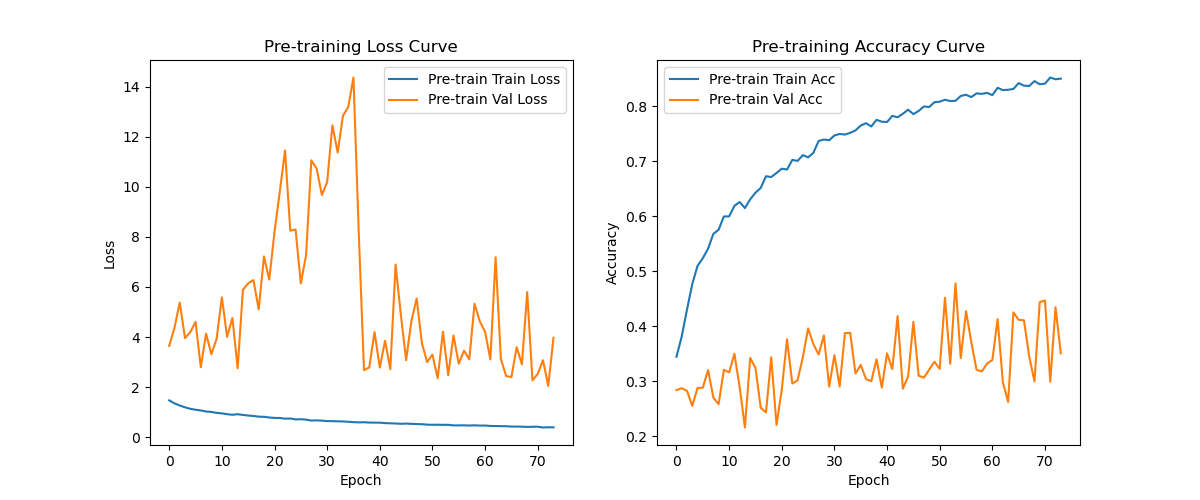 Pre-training Loss Curve
Pre-train Train Loss
Pre-train Val Loss
14
12
10
8
6
4
2
0
Loss
0 10 20 30 40 50 60 70
Epoch
Pre-training Accuracy Curve
Pre-train Train Acc
Pre-train Val Acc
0.8
0.7
0.6
0.5
0.4
0.3
0.2
Accuracy
0 10 20 30 40 50 60 70
Epoch